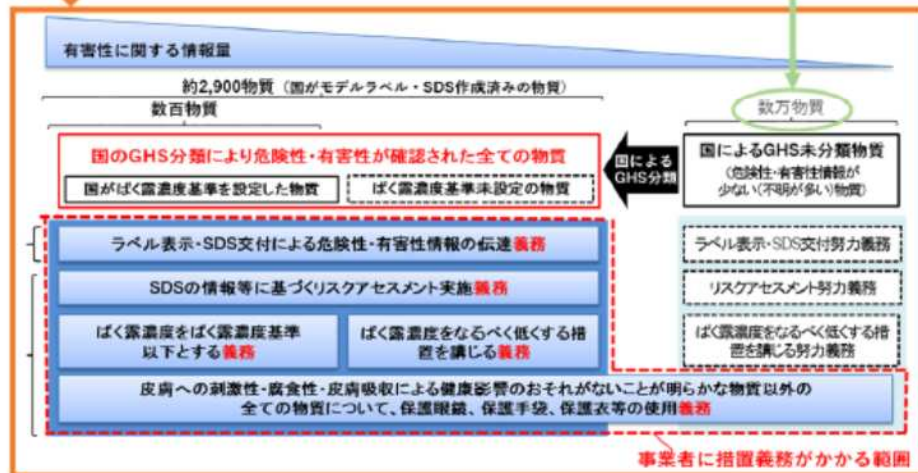 有害性に関する情報量
約2,900物質（国がモデルラベル・SDS作成済みの物質）
数百物質
数万物質
国のGHS分類により危険性・有害性が確認された全ての物質
国がばく露濃度基準を設定した物質
ばく露濃度基準未設定の物質
国による
GHS分類
国によるGHS未分類物質
（危険性・有害性情報が
少ない（不明が多い）物質）
ラベル表示・SDS交付による危険性・有害性情報の伝達義務
ラベル表示・SDS交付努力義務
SDSの情報等に基づくリスクアセスメント実施義務
リスクアセスメント努力義務
ばく露濃度をばく露濃度基準
以下とする義務
ばく露濃度をなるべく低くする措
置を講じる義務
ばく露濃度をなるべく低くする措
置を講じる努力義務
皮膚への刺激性・腐食性・皮膚吸収による健康影響のおそれがないことが明らかな物質以外の
全ての物質について、保護眼鏡、保護手袋、保護衣等の使用義務
事業者に措置義務がかかる範囲